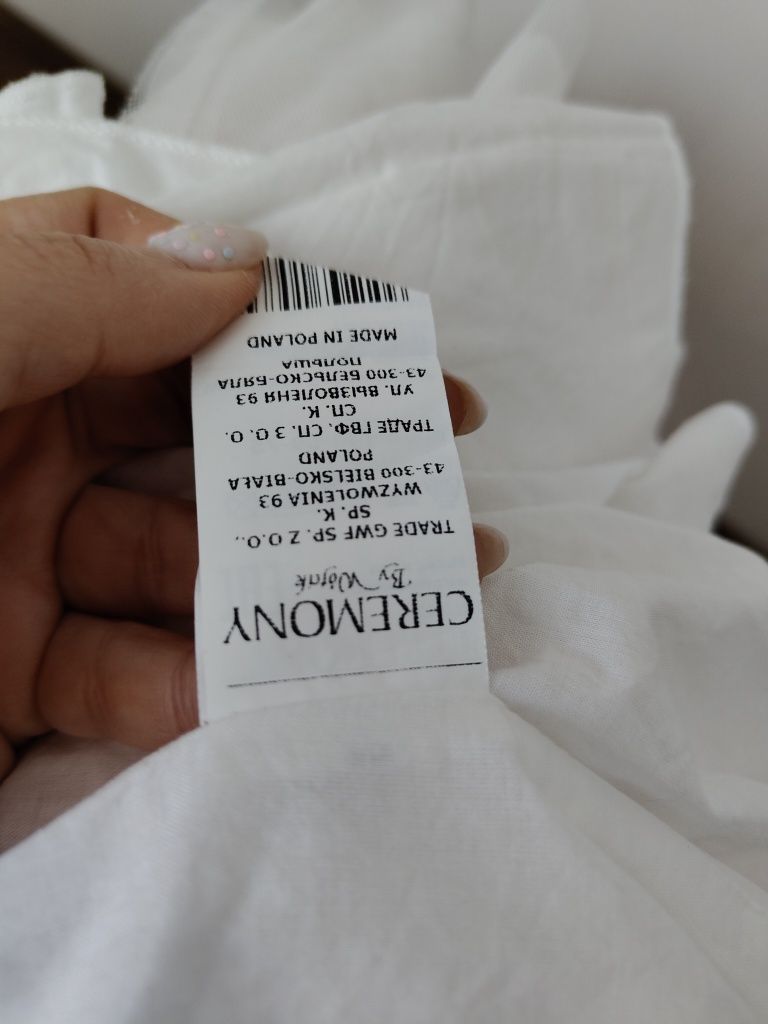 CEREMONY
By Wójcik
TRADE GWF SP. Z O.O.,
SP. K.
WYZWOLENIA 93
43-300 BIELSKO-BIAŁA
POLAND
ТРАДЕ ГВФ, СП. З О. О.
СП. К.
УЛ. ВЫЗВОЛЕНЯ 93
43-300 БЕЛЬСКО-БЯЛА
ПОЛЬША
MADE IN POLAND